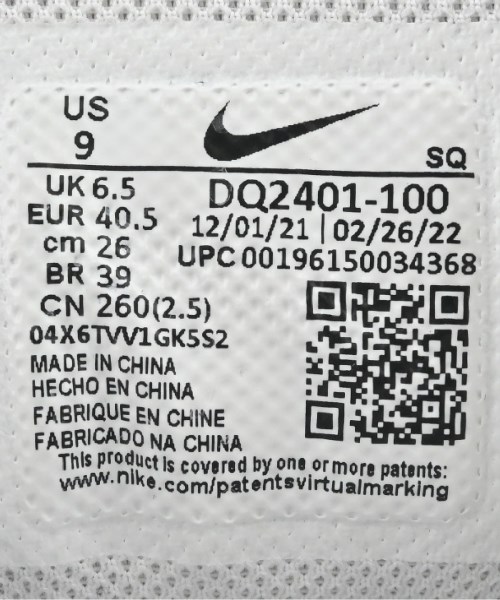 US
9
SQ
UK 6.5
EUR 40.5
cm 26
BR 39
CN 260(2.5)
04X6TVV1GK5S2
DQ2401-100
12/01/21 | 02/26/22
UPC 00196150034368
MADE IN CHINA
HECHO EN CHINA
FABRIQUE EN CHINE
FABRICADO NA CHINA
This product is covered by one or more patents:
www.nike.com/patentsvirtualmarking